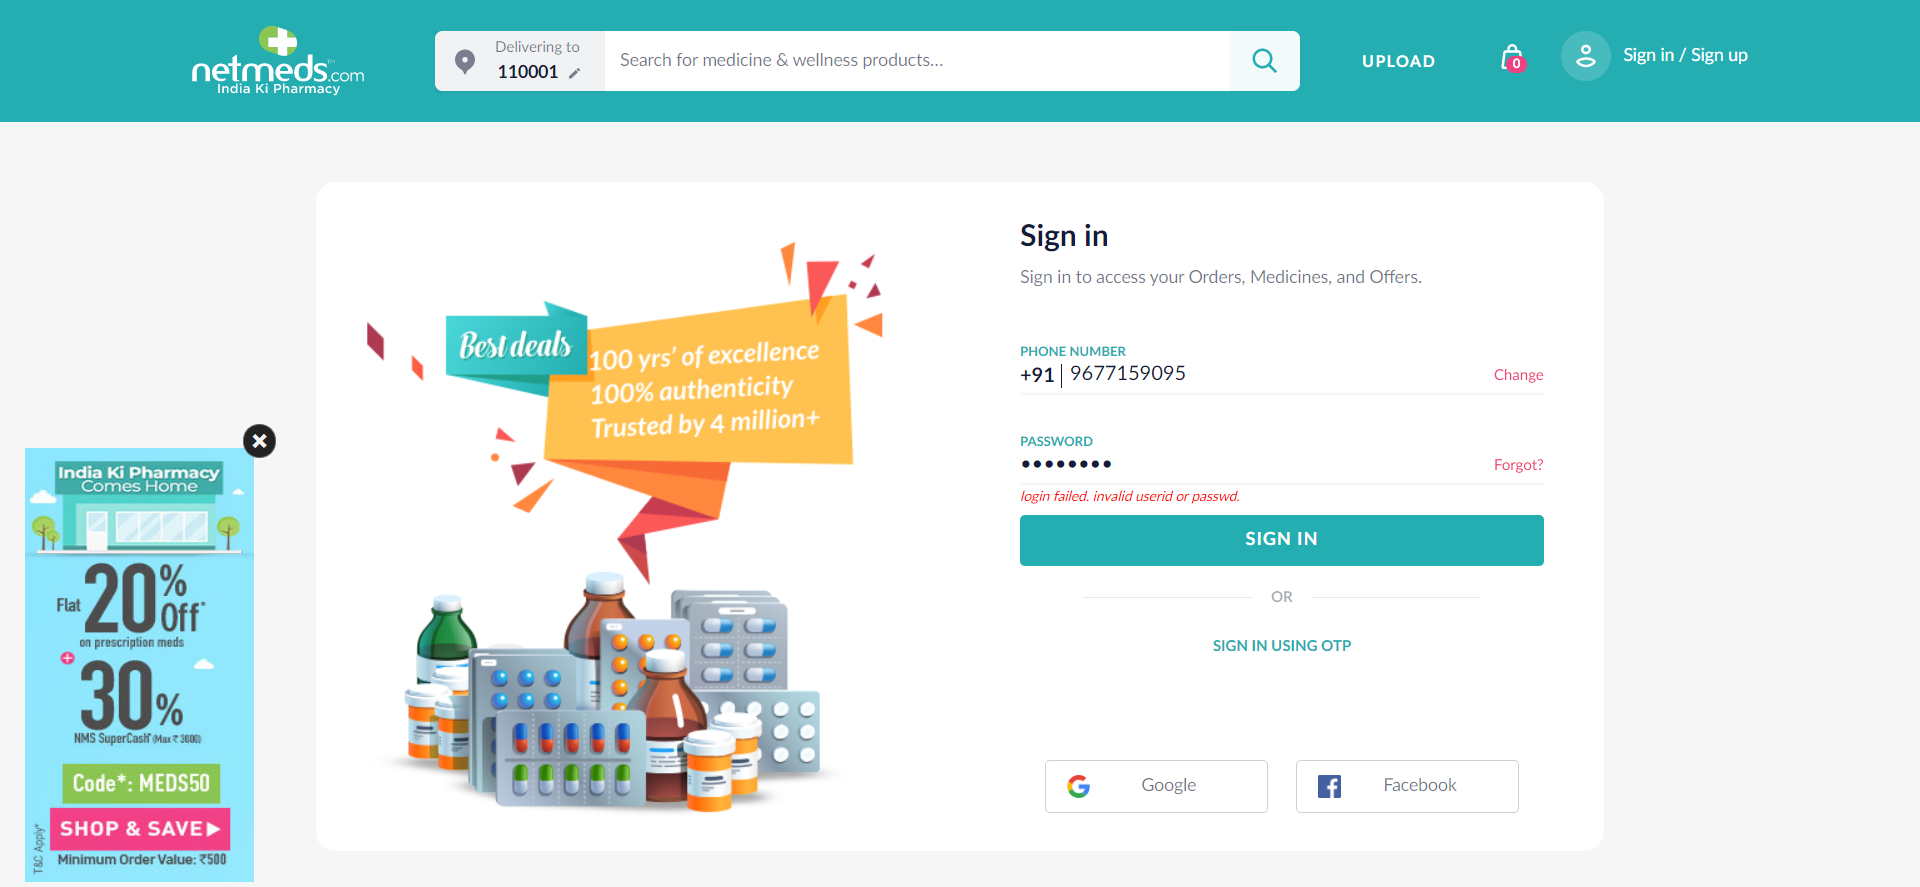 netmeds.com
India Ki Pharmacy
Delivering to
110001
Search for medicine & wellness products...
UPLOAD
0
Sign in / Sign up
Best deals
100 yrs' of excellence
100% authenticity
Trusted by 4 million+
Sign in
Sign in to access your Orders, Medicines, and Offers.
PHONE NUMBER
+91 9677159095
Change
PASSWORD
Forgot?
login failed. invalid userid or passwd.
SIGN IN
OR
SIGN IN USING OTP
Google
Facebook
India Ki Pharmacy
Comes Home
Flat 20% Off*
on prescription meds
+
30%
NMS SuperCash* (Max ₹ 3000)
Code*: MEDS50
SHOP & SAVE
Minimum Order Value: ₹500
T&C Apply*